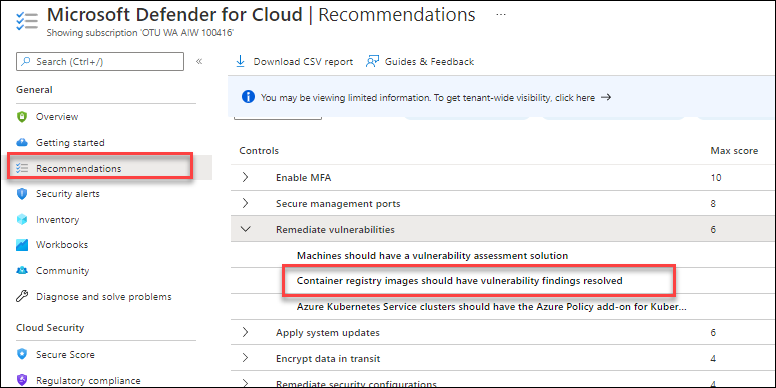 Microsoft Defender for Cloud | Recommendations ...
Showing subscription 'OTU WA AIW 100416'
Search (Ctrl+/)
«
General
Overview
Getting started
Recommendations
Security alerts
Inventory
Workbooks
Community
Diagnose and solve problems
Cloud Security
Secure Score
Regulatory compliance
Download CSV report
Guides & Feedback
You may be viewing limited information. To get tenant-wide visibility, click here →
Controls
Max score
Enable MFA
10
Secure management ports
8
Remediate vulnerabilities
6
Machines should have a vulnerability assessment solution
Container registry images should have vulnerability findings resolved
Azure Kubernetes Service clusters should have the Azure Policy add-on for Kuber...
Apply system updates
6
Encrypt data in transit
4
Remediate security configurations
4